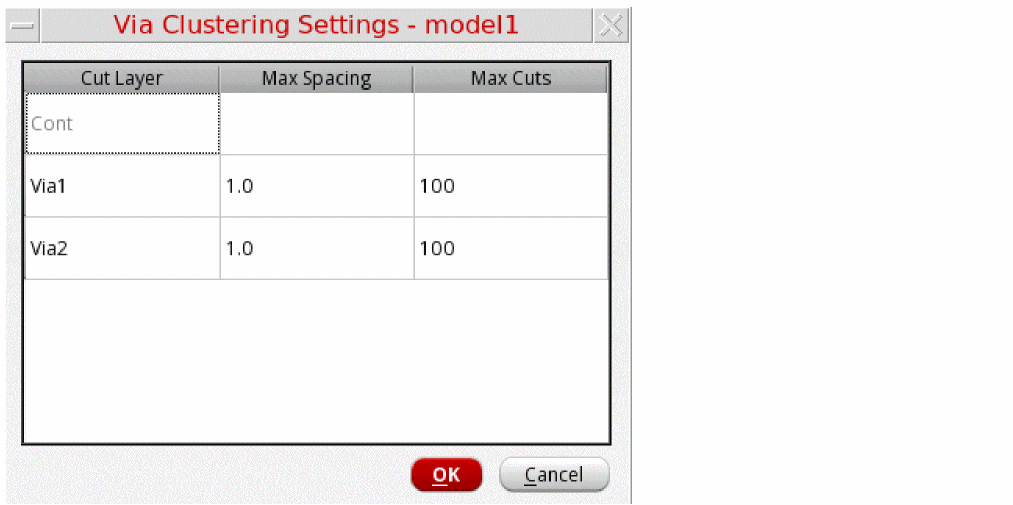 Via Clustering Settings - model1
Cut Layer Max Spacing Max Cuts
Cont
Via1 1.0 100
Via2 1.0 100
OK Cancel